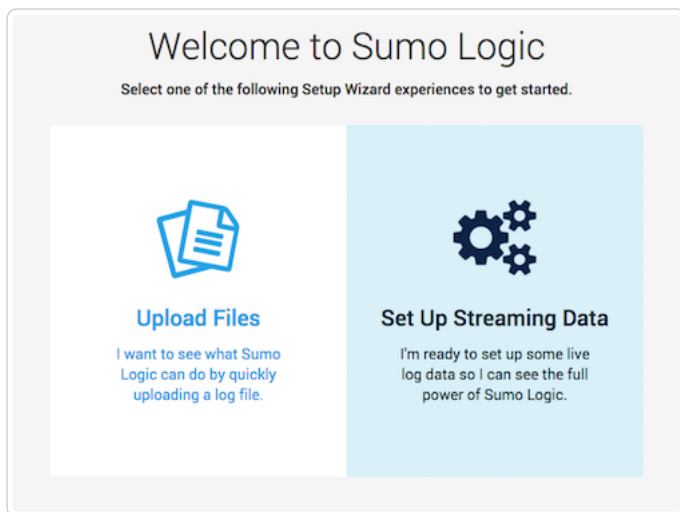 Welcome to Sumo Logic
Select one of the following Setup Wizard experiences to get started.
Upload Files
I want to see what Sumo
Logic can do by quickly
uploading a log file.
Set Up Streaming Data
I'm ready to set up some live
log data so I can see the full
power of Sumo Logic.